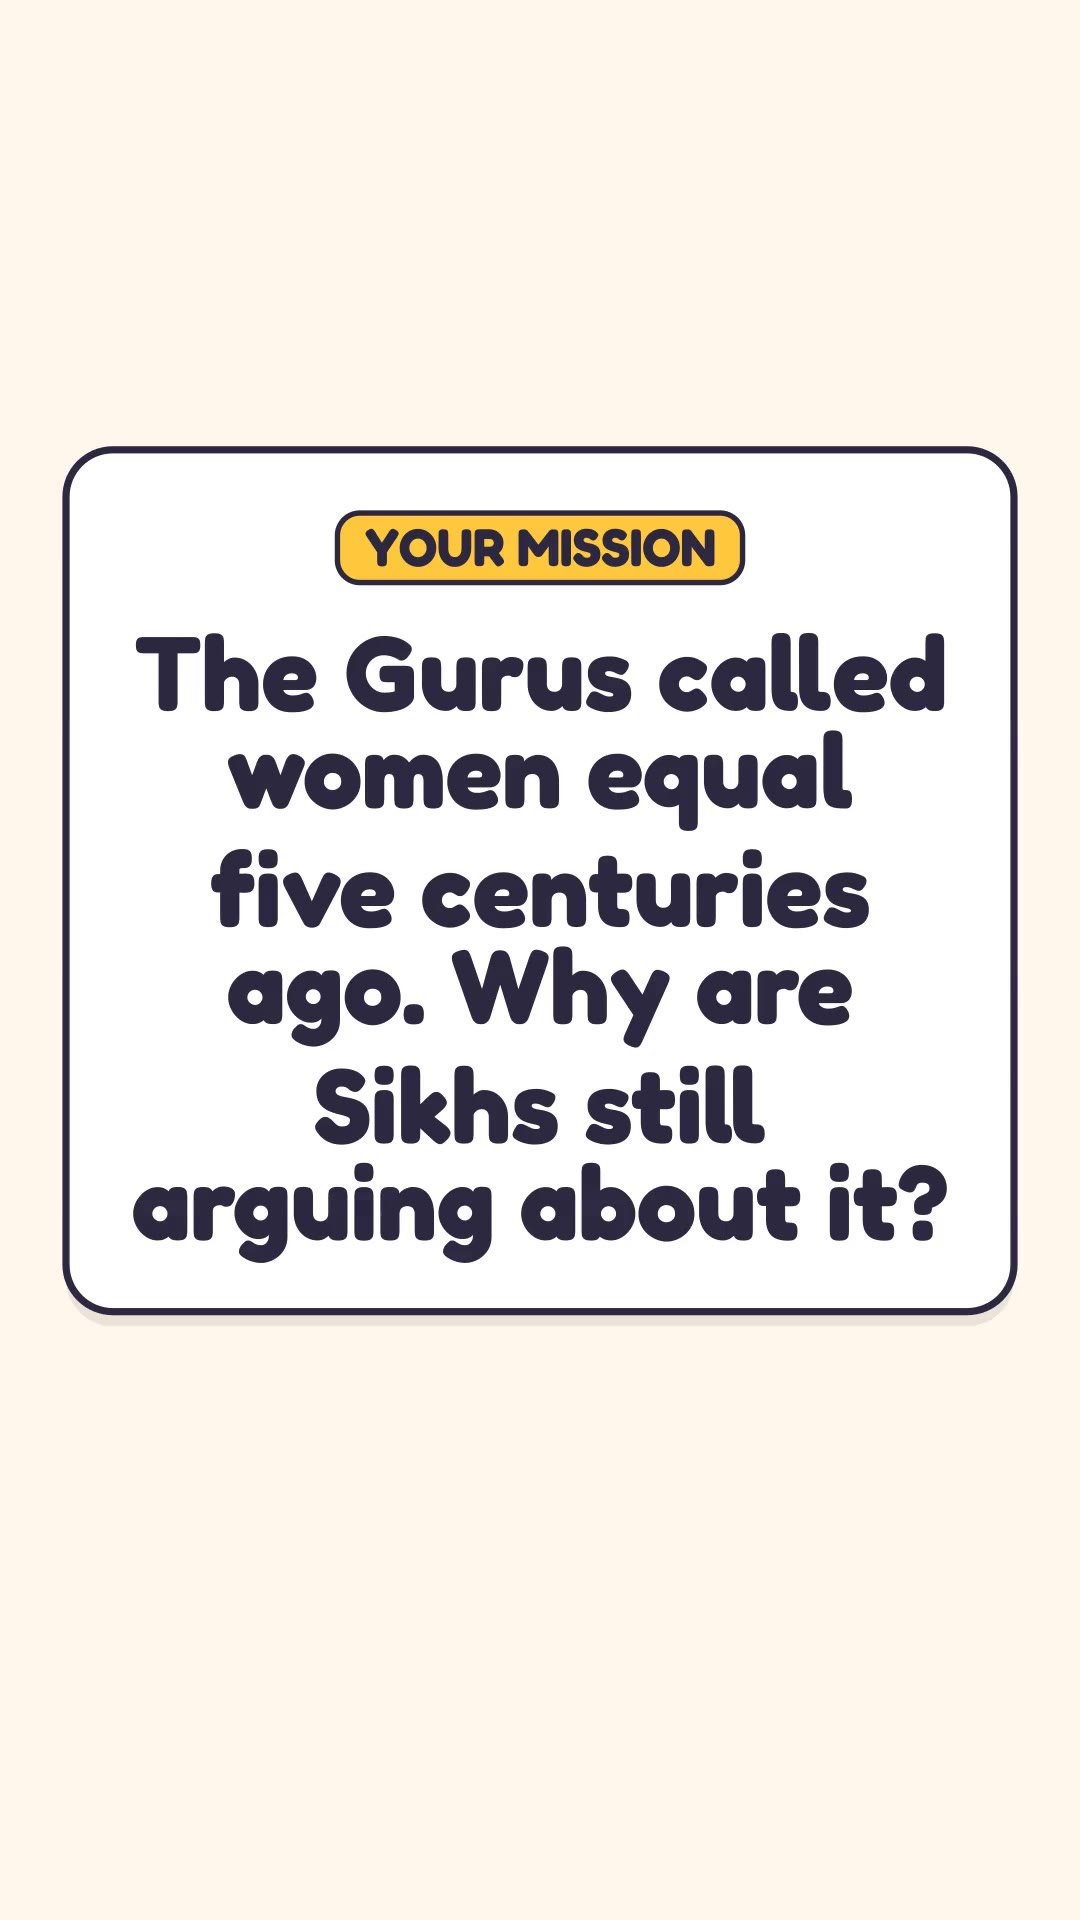 YOUR MISSION
The Gurus called
women equal
five centuries
ago. Why are
Sikhs still
arguing about it?